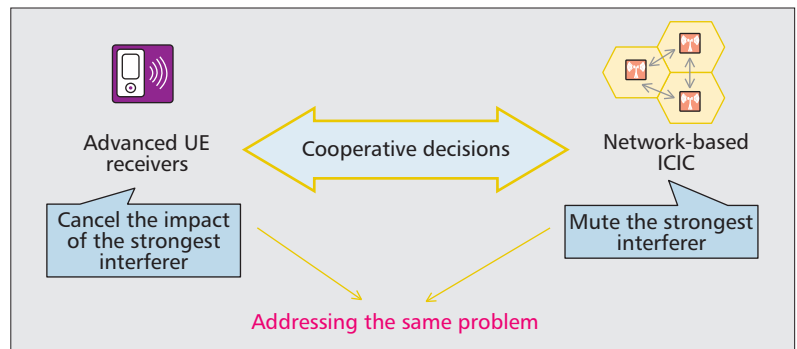 Advanced UE
receivers
Cooperative decisions
Network-based
ICIC
Cancel the impact
of the strongest
interferer
Mute the strongest
interferer
Addressing the same problem